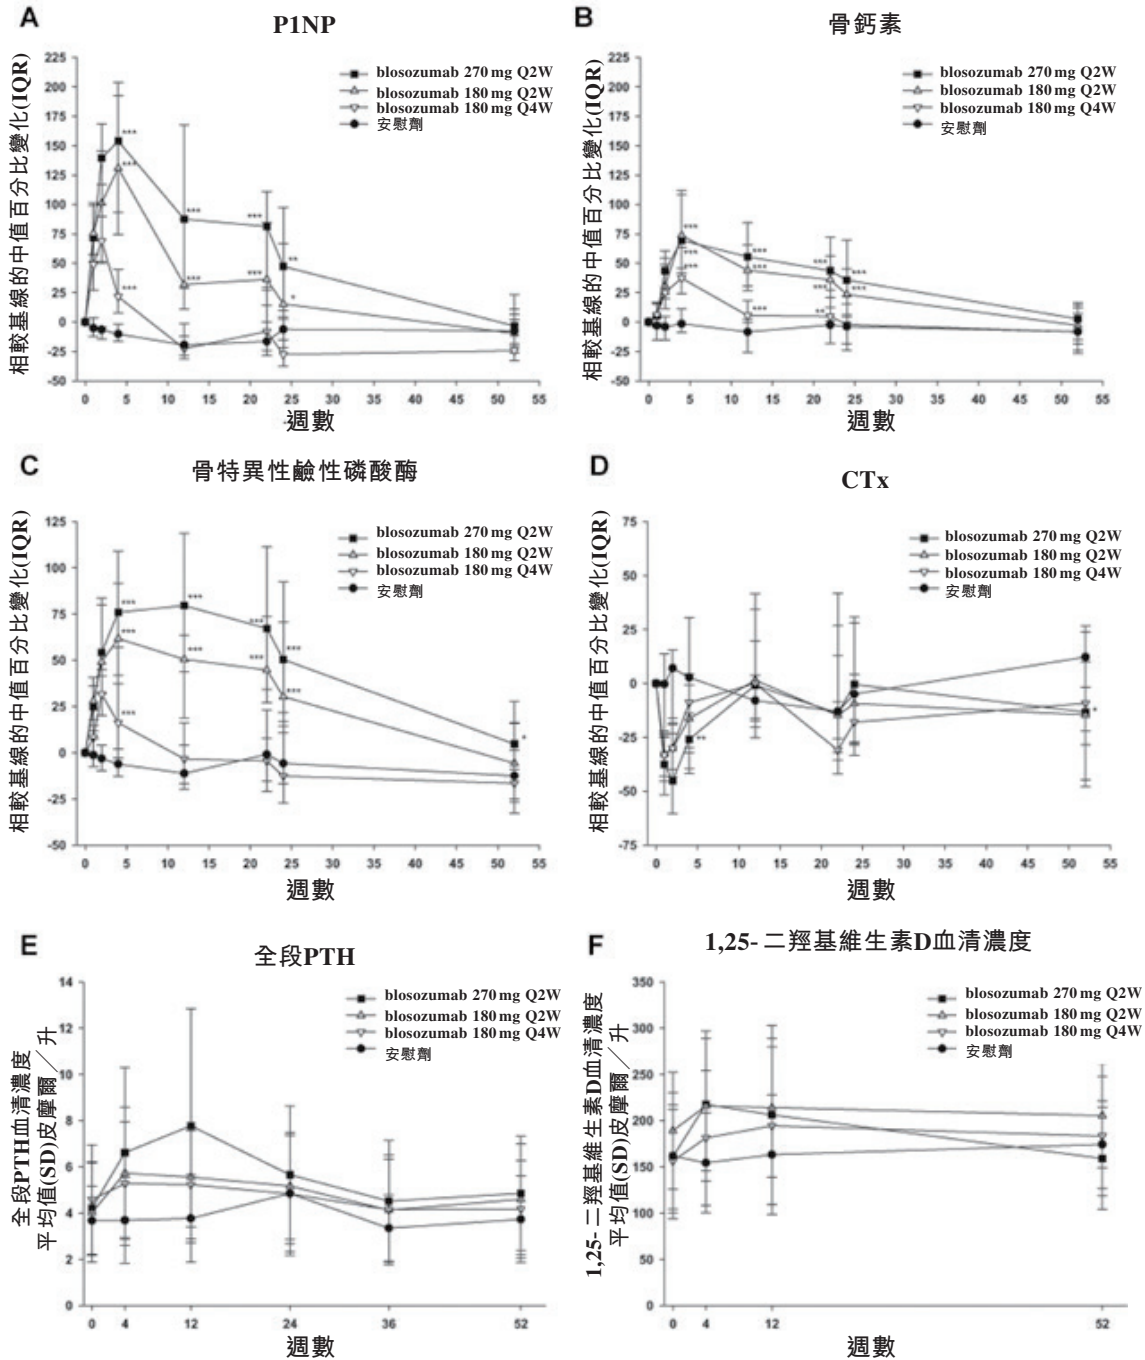 A
P1NP
相較基線的中值百分比變化(IQR)
225
200
175
150
125
100
75
50
25
0
-25
-50
blosozumab 270 mg Q2W
blosozumab 180 mg Q2W
blosozumab 180 mg Q4W
安慰劑
***
***
***
***
***
***
***
**
*
0 5 10 15 20 25 30 35 40 45 50 55
週數
B
骨鈣素
相較基線的中值百分比變化(IQR)
225
200
175
150
125
100
75
50
25
0
-25
-50
blosozumab 270 mg Q2W
blosozumab 180 mg Q2W
blosozumab 180 mg Q4W
安慰劑
***
***
***
***
***
***
***
***
**
***
***
0 5 10 15 20 25 30 35 40 45 50 55
週數
C
骨特異性鹼性磷酸酶
相較基線的中值百分比變化(IQR)
125
100
75
50
25
0
-25
-50
blosozumab 270 mg Q2W
blosozumab 180 mg Q2W
blosozumab 180 mg Q4W
安慰劑
***
***
***
***
***
***
***
***
***
*
0 5 10 15 20 25 30 35 40 45 50 55
週數
D
CTx
相較基線的中值百分比變化(IQR)
75
50
25
0
-25
-50
-75
blosozumab 270 mg Q2W
blosozumab 180 mg Q2W
blosozumab 180 mg Q4W
安慰劑
**
*
0 5 10 15 20 25 30 35 40 45 50 55
週數
E
全段PTH
全段PTH血清濃度
平均值(SD)皮摩爾／升
14
12
10
8
6
4
2
0
blosozumab 270 mg Q2W
blosozumab 180 mg Q2W
blosozumab 180 mg Q4W
安慰劑
0 4 12 24 36 52
週數
F
1,25-二羥基維生素D血清濃度
1,25-二羥基維生素D血清濃度
平均值(SD)皮摩爾／升
350
300
250
200
150
100
50
0
blosozumab 270 mg Q2W
blosozumab 180 mg Q2W
blosozumab 180 mg Q4W
安慰劑
0 4 12 52
週數